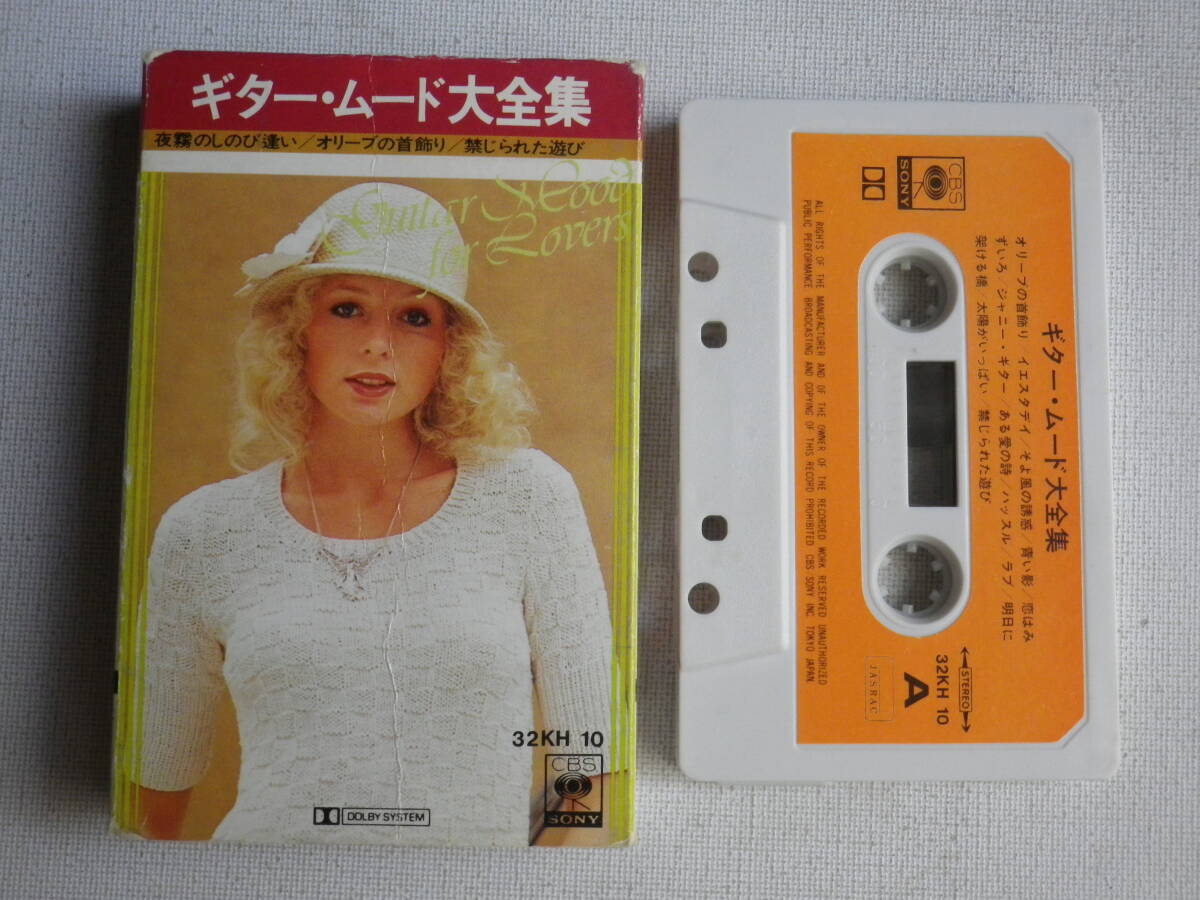 ギター・ムード大全集
夜霧のしのび逢い/オリーブの首飾り/禁じられた遊び
Guitar Mood
for Lovers
32KH 10
CBS
SONY
DOLBY SYSTEM
CBS
SONY
ギター・ムード大全集
オリーブの首飾り イエスタデイ/そよ風の誘惑/青い影/恋はみ
ずいろ ジャニー・ギター/ある愛の詩/ハッスル/ラブ/明日に
架ける橋/太陽がいっぱい/禁じられた遊び
ALL RIGHTS OF THE MANUFACTURER AND OF THE OWNER OF THE RECORDED WORK RESERVED UNAUTHORIZED
PUBLIC PERFORMANCE BROADCASTING AND COPYING OF THIS RECORD PROHIBITED CBS SONY INC. TOKYO JAPAN.
STEREO
32KH 10
A
JASRAC